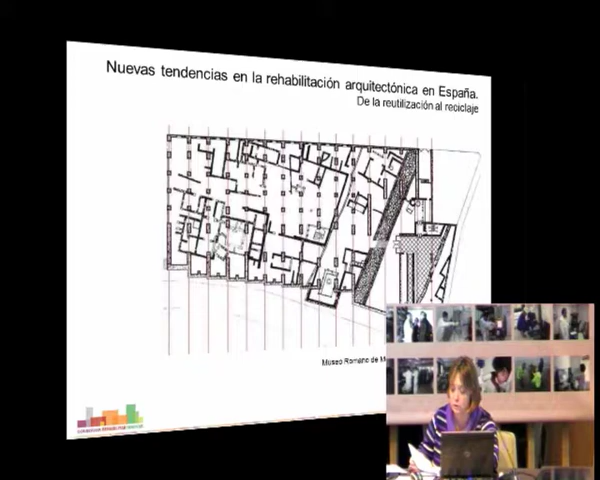 Nuevas tendencias en la rehabilitación arquitectónica en España.
De la reutilización al reciclaje
Museo Romano de